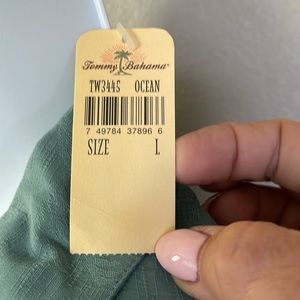 Tommy Bahama®
TW3445 OCEAN
7 49784 37896 6
SIZE L